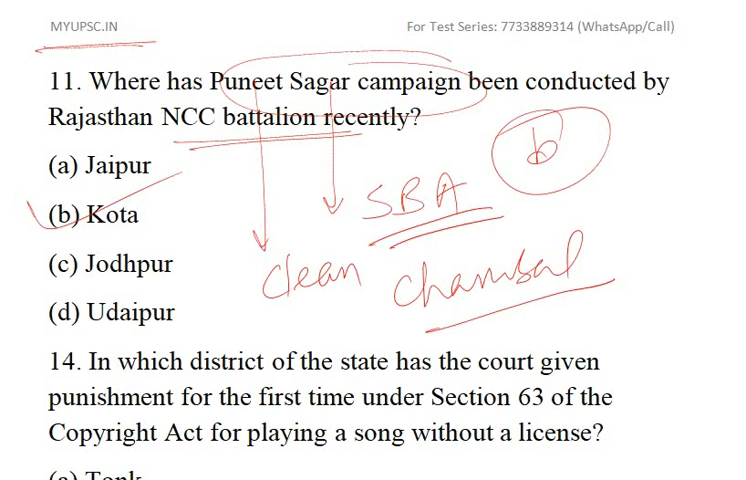 MYUPSC.IN
For Test Series: 7733889314 (WhatsApp/Call)
11. Where has Puneet Sagar campaign been conducted by
Rajasthan NCC battalion recently?
(a) Jaipur
b
(b) Kota
SBA
(c) Jodhpur
clean chambal
(d) Udaipur
14. In which district of the state has the court given
punishment for the first time under Section 63 of the
Copyright Act for playing a song without a license?
(a) Tonk